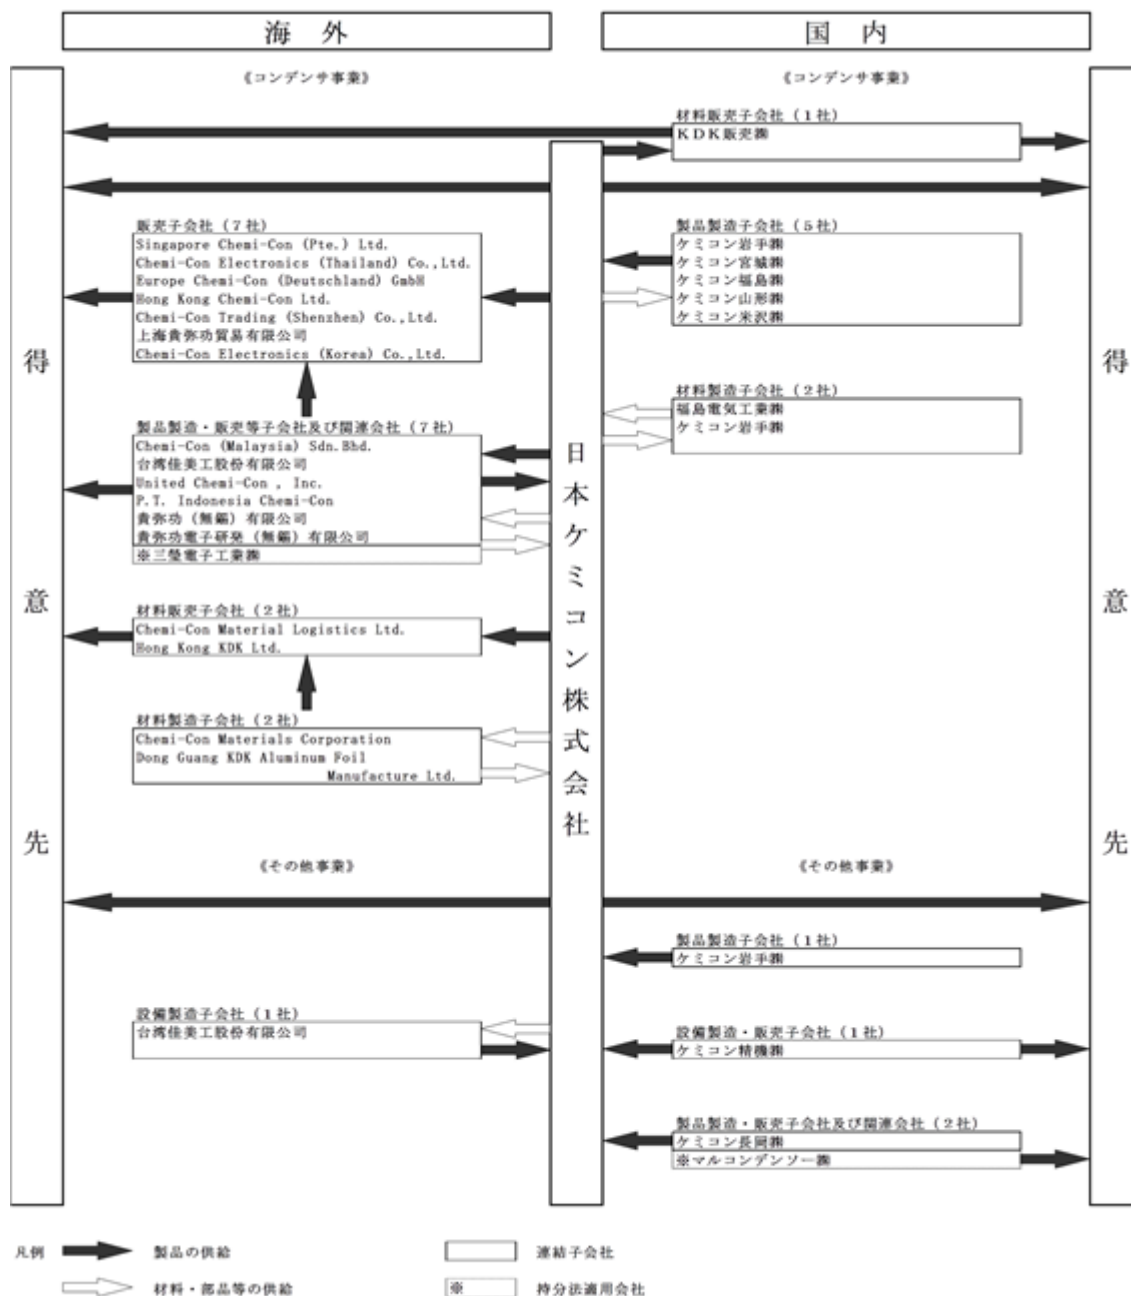 海 外
国 内
得意先
《コンデンサ事業》
販売子会社（7社）
Singapore Chemi-Con (Pte.) Ltd.
Chemi-Con Electronics (Thailand) Co.,Ltd.
Europe Chemi-Con (Deutschland) GmbH
Hong Kong Chemi-Con Ltd.
Chemi-Con Trading (Shenzhen) Co.,Ltd.
上海貴弥功貿易有限公司
Chemi-Con Electronics (Korea) Co.,Ltd.
製品製造・販売等子会社及び関連会社（7社）
Chemi-Con (Malaysia) Sdn.Bhd.
台湾佳美工股份有限公司
United Chemi-Con , Inc.
P.T. Indonesia Chemi-Con
貴弥功（無錫）有限公司
貴弥功電子研発（無錫）有限公司
※三瑩電子工業㈱
材料販売子会社（2社）
Chemi-Con Material Logistics Ltd.
Hong Kong KDK Ltd.
材料製造子会社（2社）
Chemi-Con Materials Corporation
Dong Guang KDK Aluminum Foil
Manufacture Ltd.
《その他事業》
設備製造子会社（1社）
台湾佳美工股份有限公司
日本ケミコン株式会社
《コンデンサ事業》
材料販売子会社（1社）
ＫＤＫ販売㈱
製品製造子会社（5社）
ケミコン岩手㈱
ケミコン宮城㈱
ケミコン福島㈱
ケミコン山形㈱
ケミコン米沢㈱
材料製造子会社（2社）
福島電気工業㈱
ケミコン岩手㈱
《その他事業》
製品製造子会社（1社）
ケミコン岩手㈱
設備製造・販売子会社（1社）
ケミコン精機㈱
製品製造・販売子会社及び関連会社（2社）
ケミコン長岡㈱
※マルコンデンソー㈱
得意先
凡例
製品の供給
連結子会社
材料・部品等の供給
※
持分法適用会社